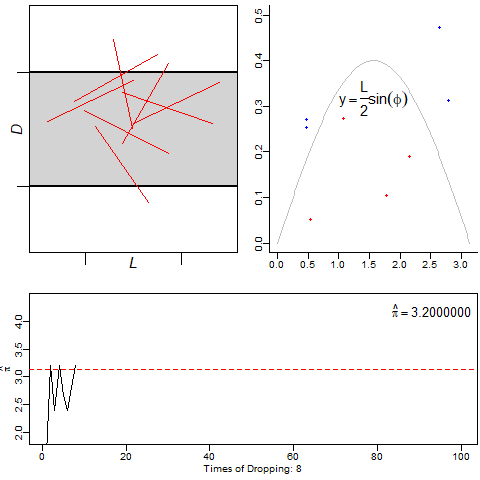 D
L
0.5
0.4
0.3
0.2
0.1
0.0
y = L/2 sin(ϕ)
0.0 0.5 1.0 1.5 2.0 2.5 3.0
π̂ = 3.2000000
4.0
3.5
3.0
2.5
2.0
π̂
0 20 40 60 80 100
Times of Dropping: 8